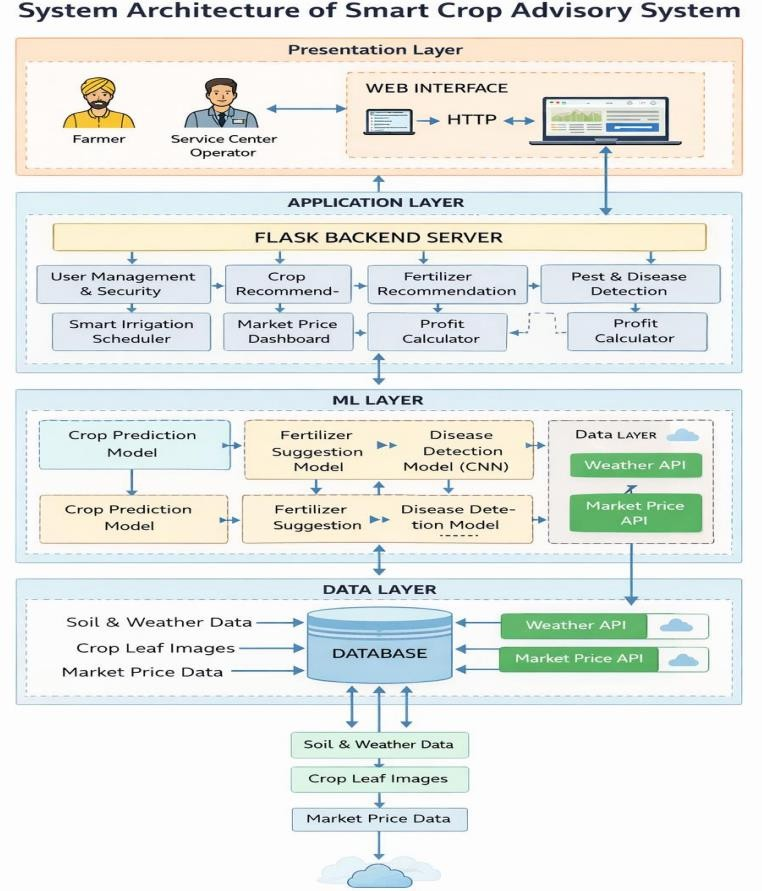 System Architecture of Smart Crop Advisory System
Presentation Layer
Farmer
Service Center
Operator
WEB INTERFACE
HTTP
APPLICATION LAYER
FLASK BACKEND SERVER
User Management
& Security
Crop
Recommend-
Fertilizer
Recommendation
Pest & Disease
Detection
Smart Irrigation
Scheduler
Market Price
Dashboard
Profit
Calculator
Profit
Calculator
ML LAYER
Crop Prediction
Model
Fertilizer
Suggestion
Model
Disease
Detection
Model (CNN)
Data LAYER
Weather API
Market Price
API
Crop Prediction
Model
Fertilizer
Suggestion
Disease Dete-
tion Model
DATA LAYER
Soil & Weather Data
Crop Leaf Images
Market Price Data
DATABASE
Weather API
Market Price API
Soil & Weather Data
Crop Leaf Images
Market Price Data